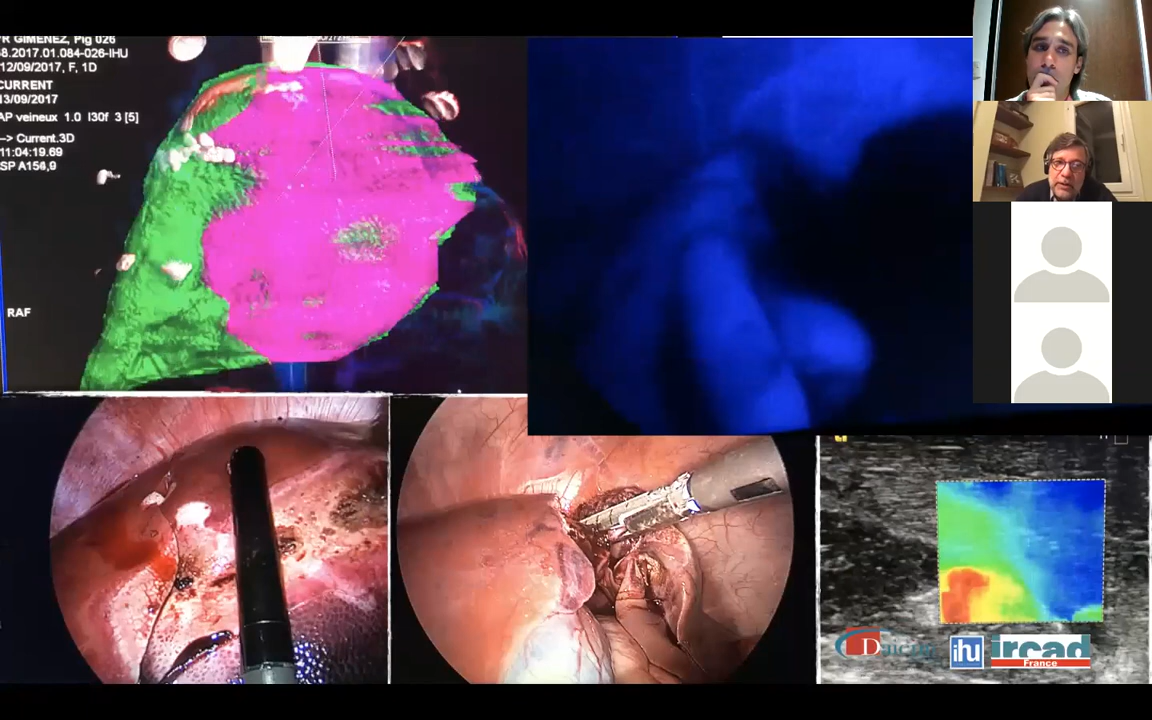 R GIMENEZ, Pig 026
8.2017.01.084-026-IHU
12/09/2017, F, 1D
CURRENT
13/09/2017
AP veineux 1.0 I30f 3 [5]
--> Current.3D
11:04:19.69
SP A156,9
RAF
ihu
ircad
France